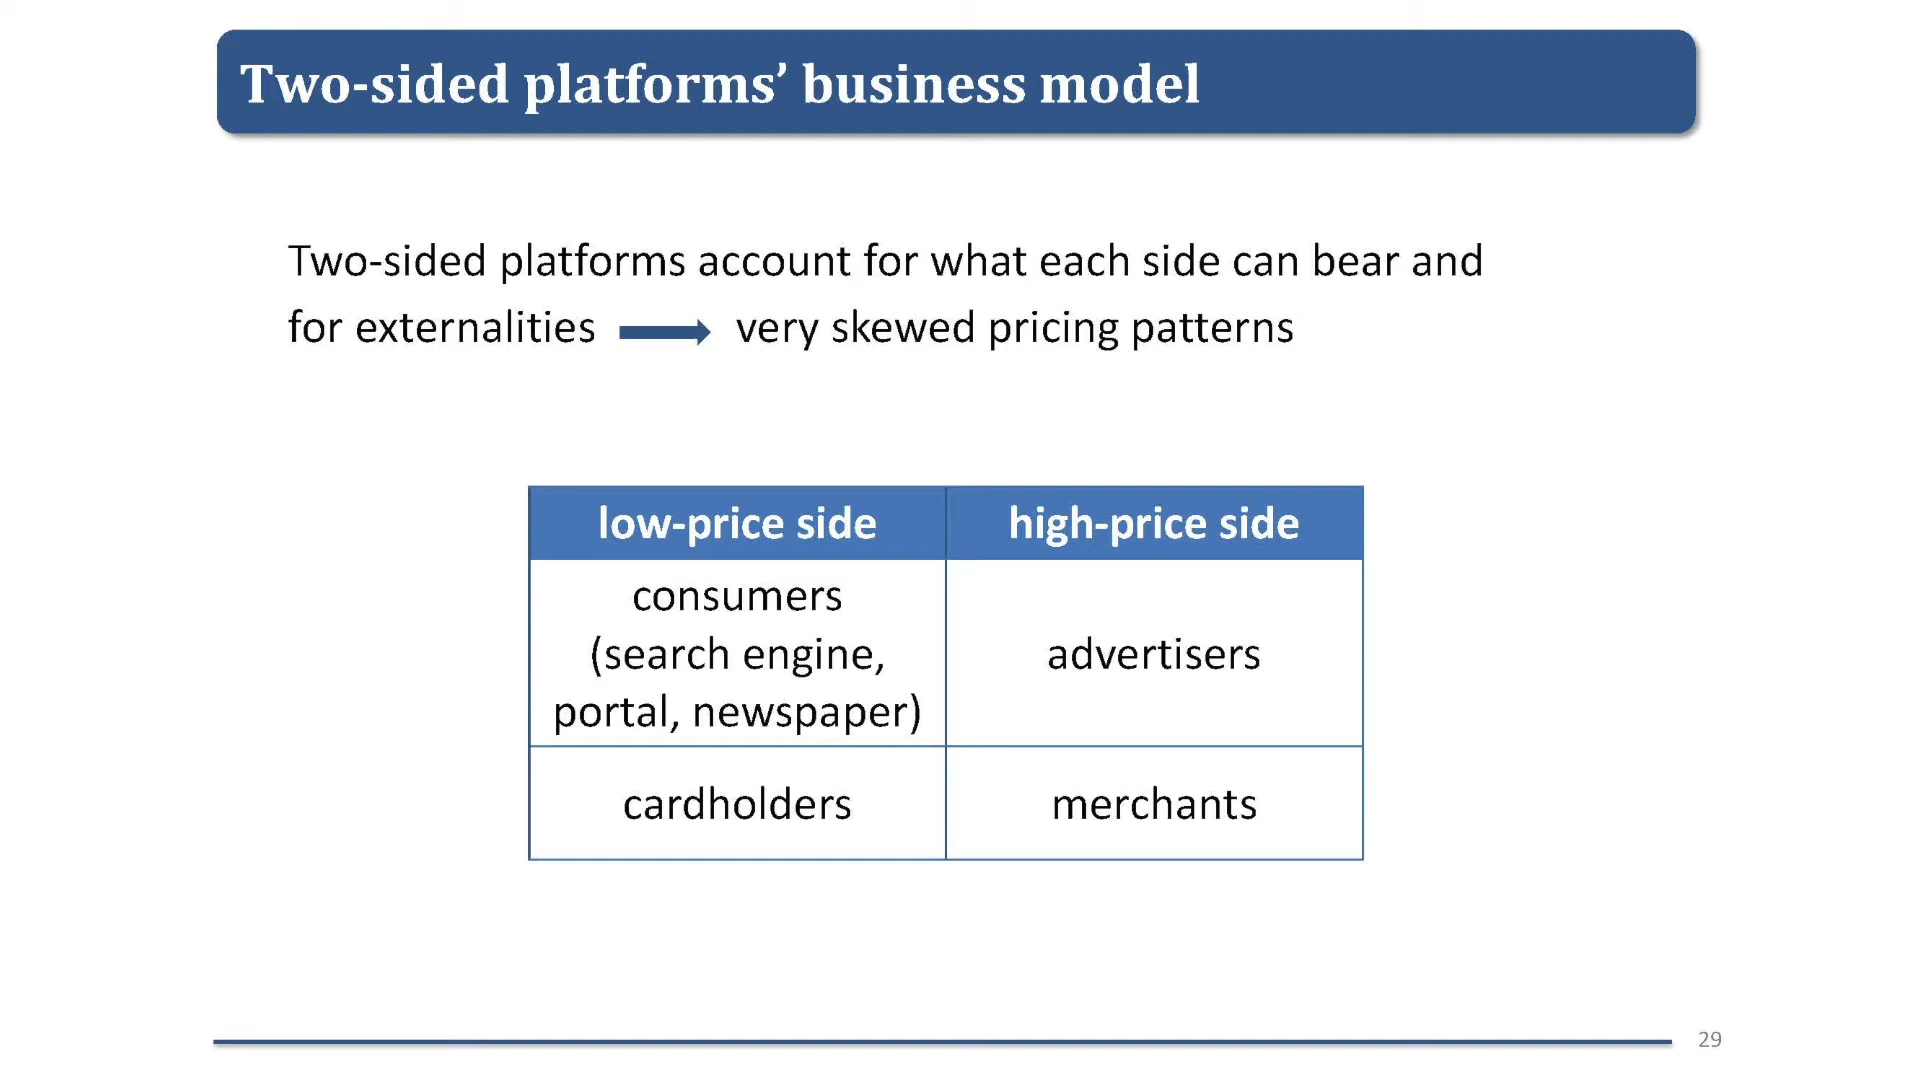 Two-sided platforms’ business model
Two-sided platforms account for what each side can bear and
for externalities very skewed pricing patterns
low-price side high-price side
consumers
(search engine,
portal, newspaper)
advertisers
cardholders merchants
29